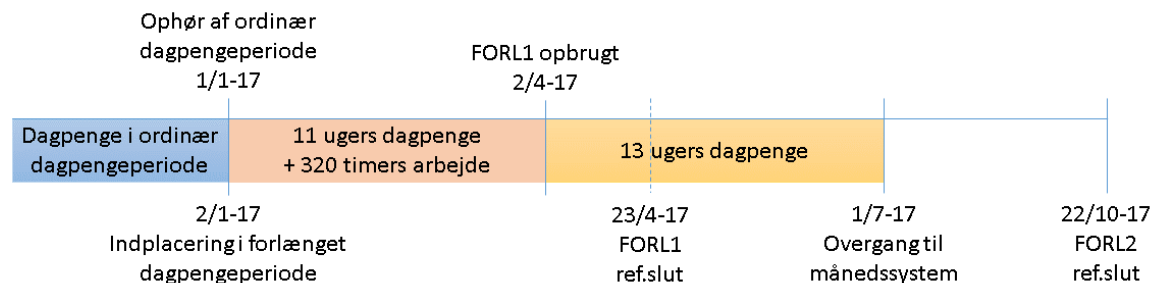 Ophør af ordinær
dagpengeperiode
1/1-17
FORL1 opbrugt
2/4-17
Dagpenge i ordinær
dagpengeperiode
11 ugers dagpenge
+ 320 timers arbejde
13 ugers dagpenge
2/1-17
Indplacering i forlænget
dagpengeperiode
23/4-17
FORL1
ref.slut
1/7-17
Overgang til
månedssystem
22/10-17
FORL2
ref.slut